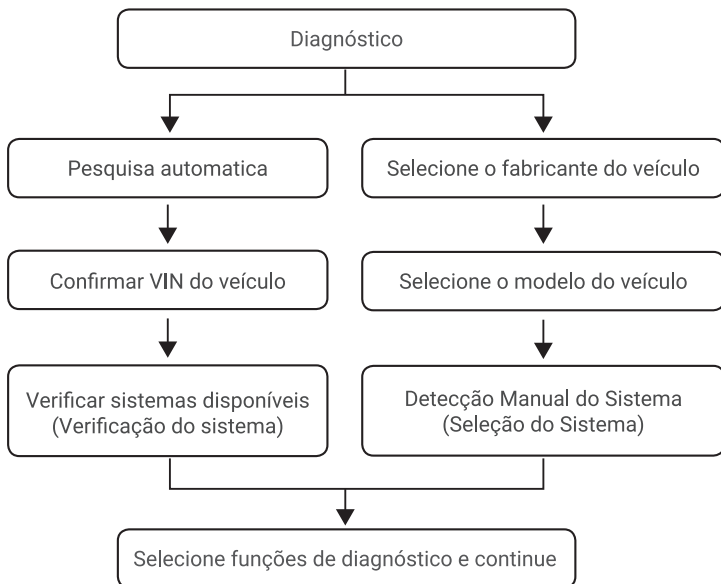 Diagnóstico
Pesquisa automatica
Selecione o fabricante do veículo
Confirmar VIN do veículo
Selecione o modelo do veículo
Verificar sistemas disponíveis
(Verificação do sistema)
Detecção Manual do Sistema
(Seleção do Sistema)
Selecione funções de diagnóstico e continue